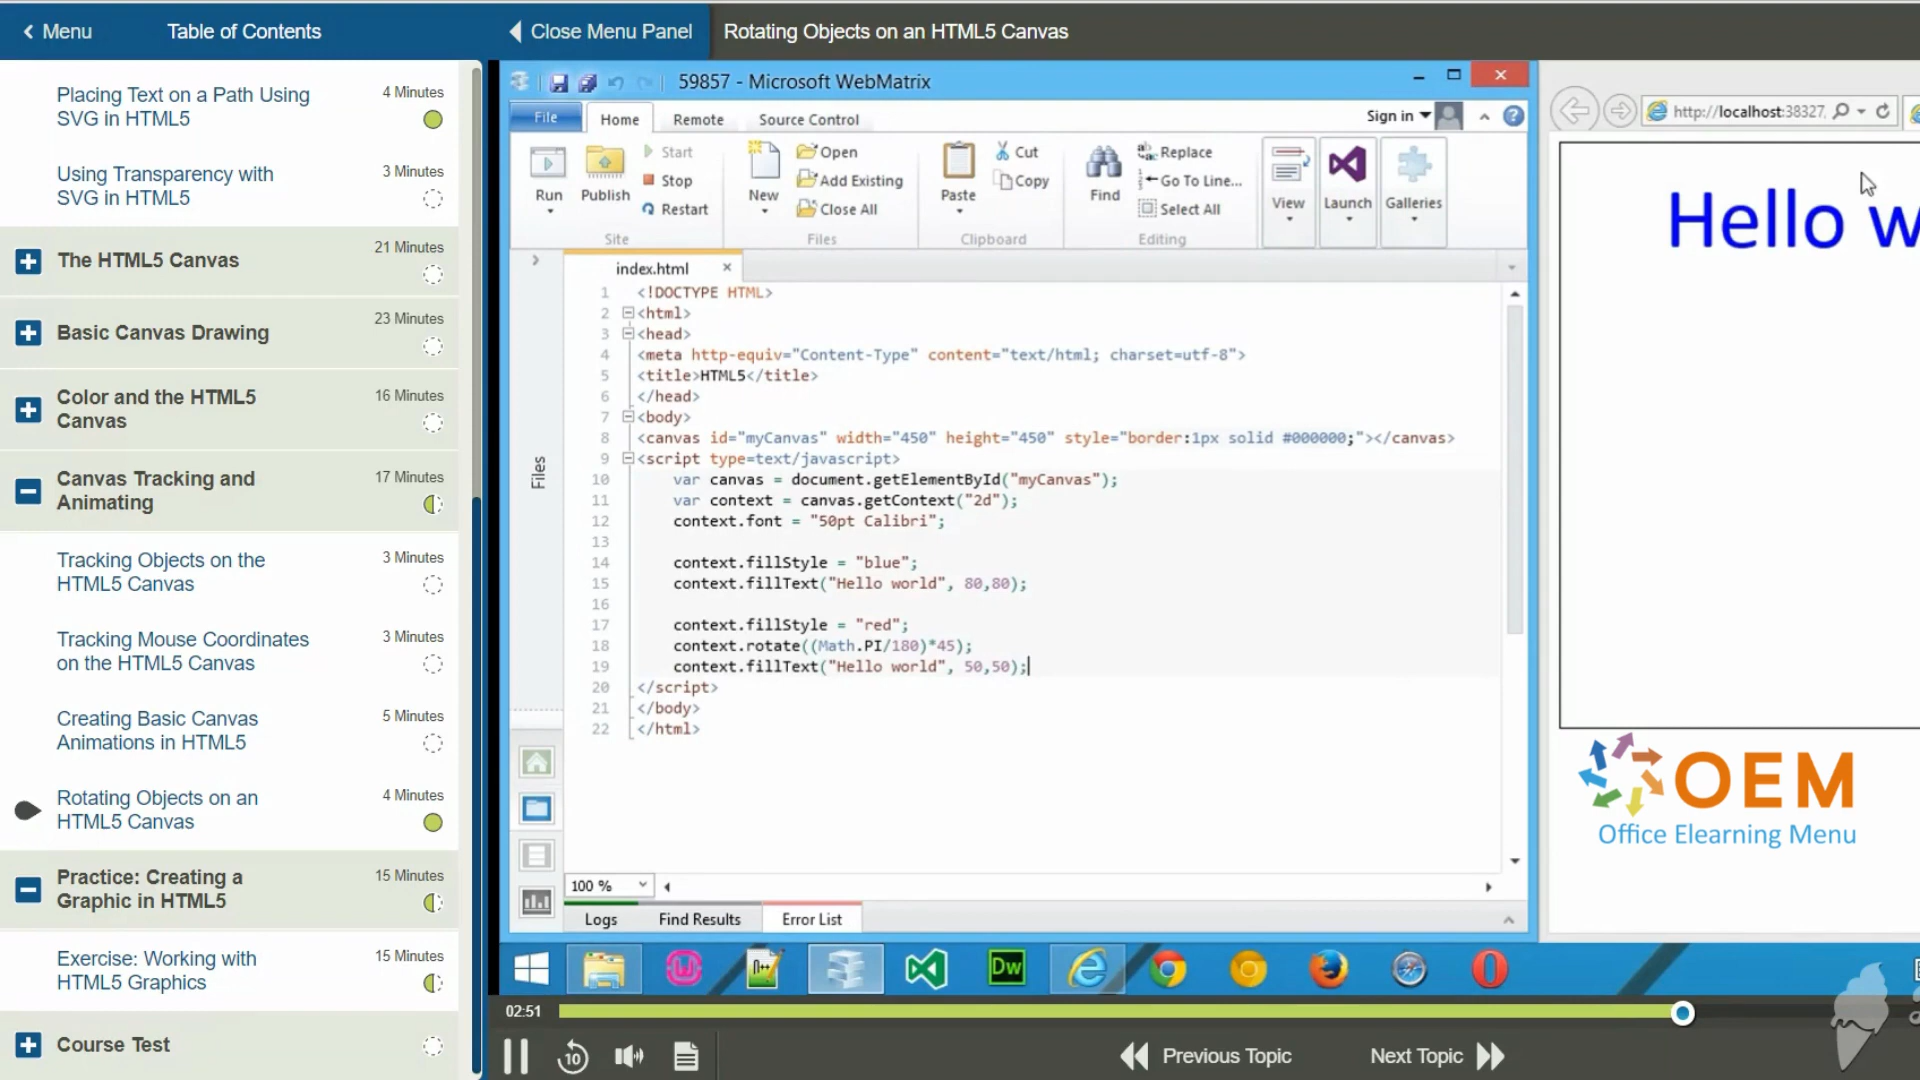 Menu
Table of Contents
Close Menu Panel
Rotating Objects on an HTML5 Canvas
Placing Text on a Path Using
SVG in HTML5
4 Minutes
Using Transparency with
SVG in HTML5
3 Minutes
The HTML5 Canvas
21 Minutes
Basic Canvas Drawing
23 Minutes
Color and the HTML5
Canvas
16 Minutes
Canvas Tracking and
Animating
17 Minutes
Tracking Objects on the
HTML5 Canvas
3 Minutes
Tracking Mouse Coordinates
on the HTML5 Canvas
3 Minutes
Creating Basic Canvas
Animations in HTML5
5 Minutes
Rotating Objects on an
HTML5 Canvas
4 Minutes
Practice: Creating a
Graphic in HTML5
15 Minutes
Exercise: Working with
HTML5 Graphics
15 Minutes
Course Test
59857 - Microsoft WebMatrix
File
Home
Remote
Source Control
Sign in
Run
Publish
Start
Stop
Restart
Site
New
Open
Add Existing
Close All
Files
Paste
Cut
Copy
Clipboard
Find
Replace
Go To Line...
Select All
Editing
View
Launch
Galleries
Files
index.html
1 <!DOCTYPE HTML>
2 <html>
3 <head>
4 <meta http-equiv="Content-Type" content="text/html; charset=utf-8">
5 <title>HTML5</title>
6 </head>
7 <body>
8 <canvas id="myCanvas" width="450" height="450" style="border:1px solid #000000;"></canvas>
9 <script type=text/javascript>
10 var canvas = document.getElementById("myCanvas");
11 var context = canvas.getContext("2d");
12 context.font = "50pt Calibri";
13
14 context.fillStyle = "blue";
15 context.fillText("Hello world", 80,80);
16
17 context.fillStyle = "red";
18 context.rotate((Math.PI/180)*45);
19 context.fillText("Hello world", 50,50);
20 </script>
21 </body>
22 </html>
100 %
Logs
Find Results
Error List
http://localhost:38327,
Hello w
OEM
Office Elearning Menu
n++
Dw
02:51
10
Previous Topic
Next Topic